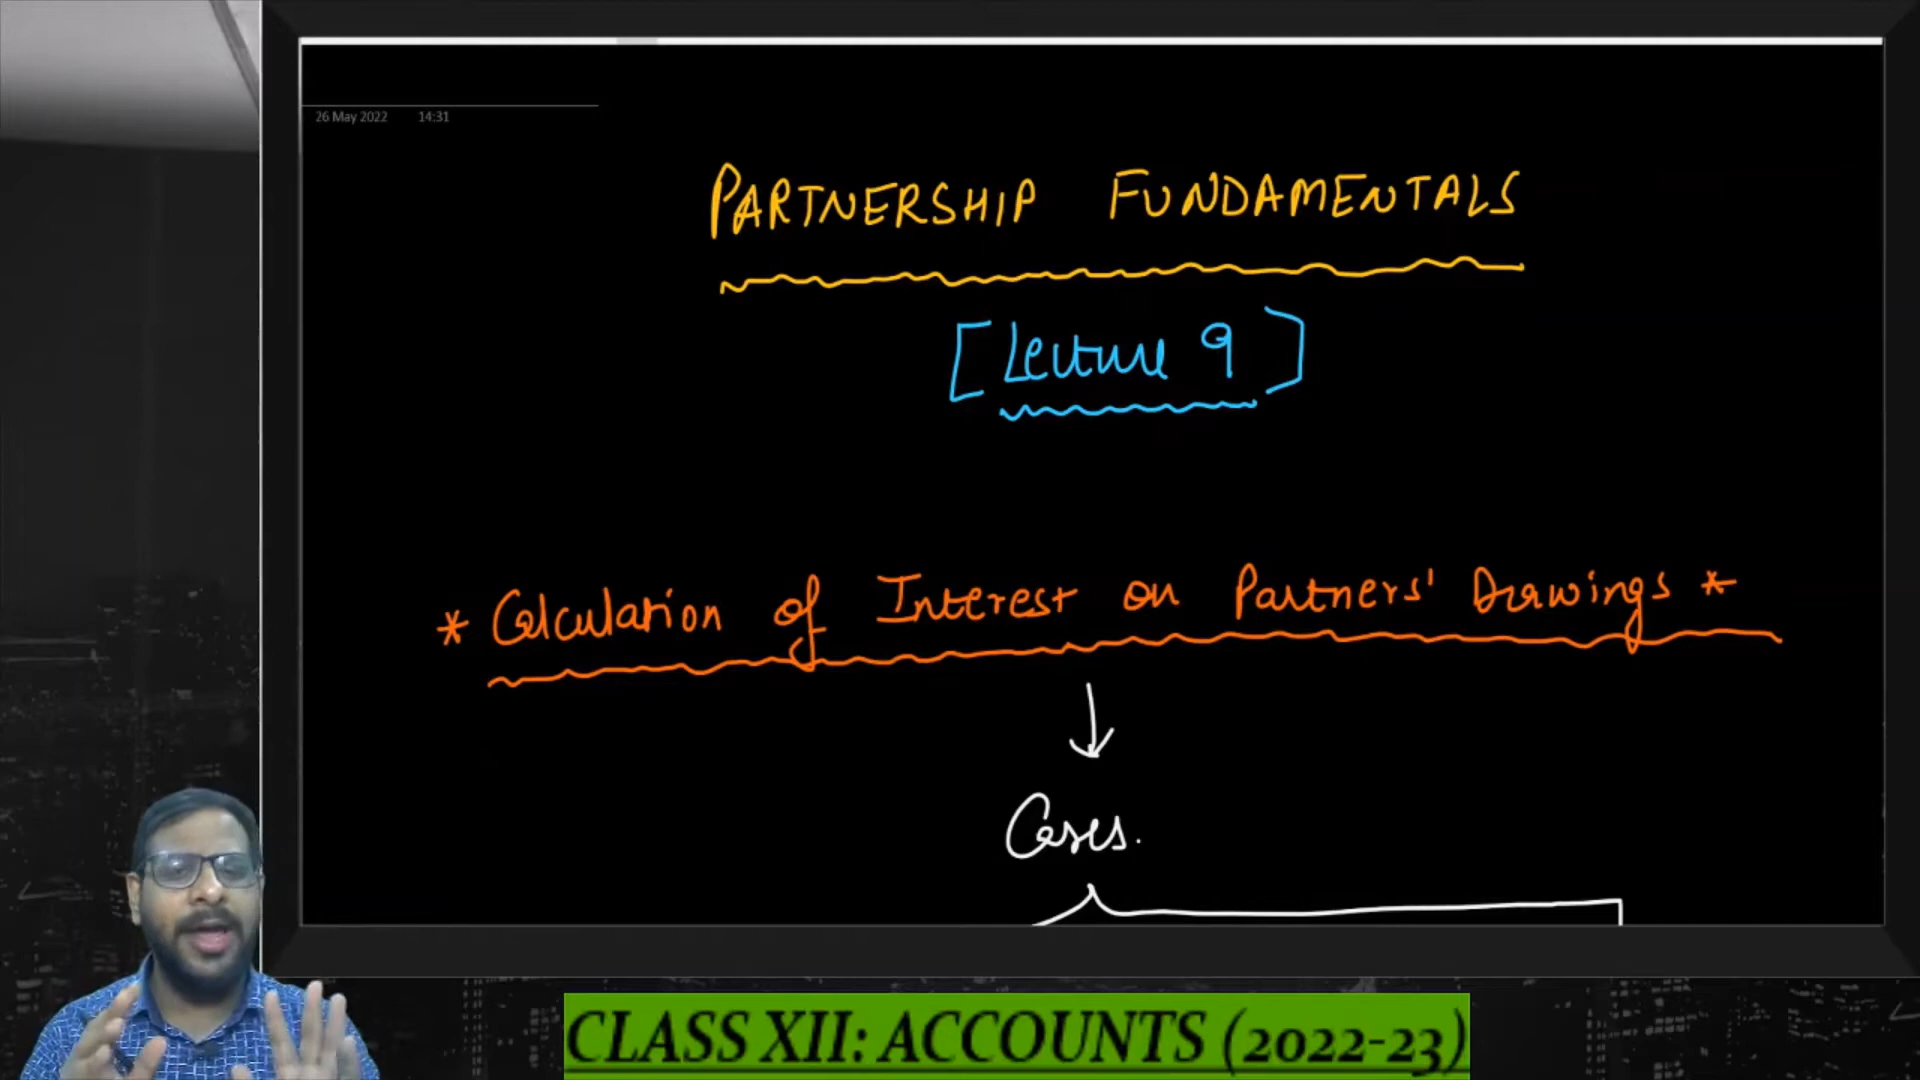 26 May 2022 14:31
PARTNERSHIP FUNDAMENTALS
[Lecture 9]
* Calculation of Interest on Partners' Drawings *
Cases.
CLASS XII: ACCOUNTS (2022-23)